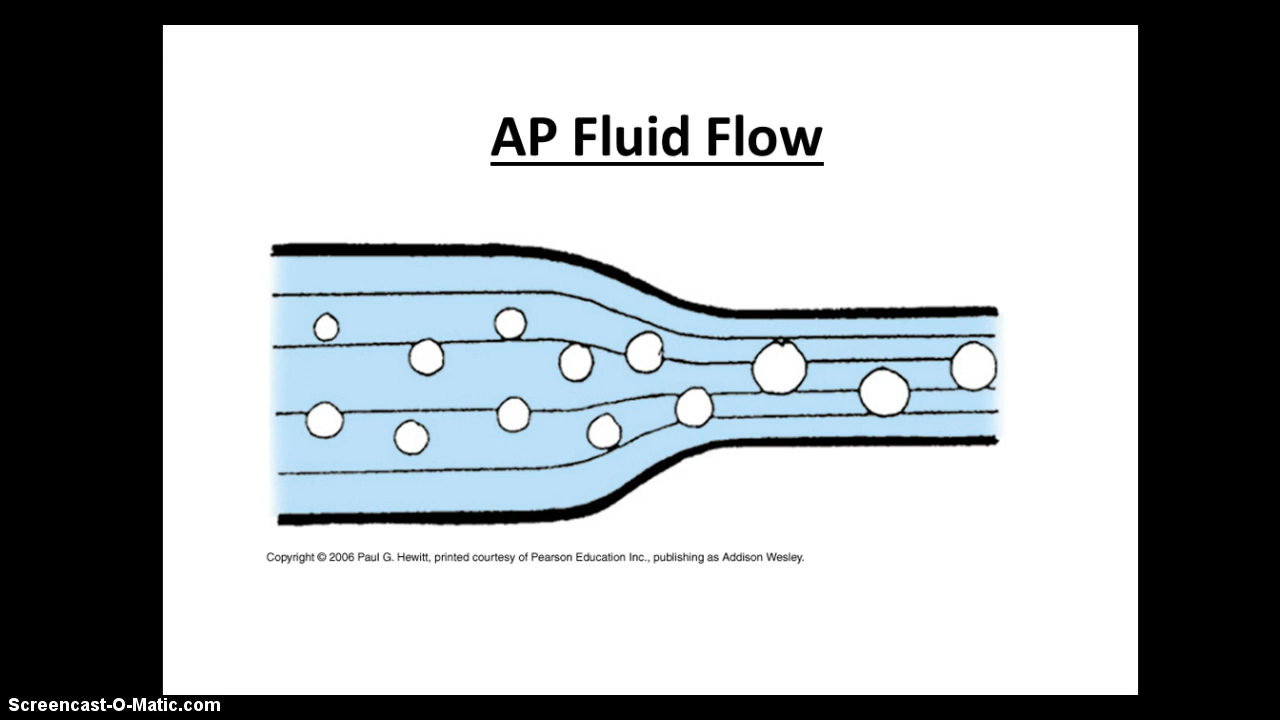 AP Fluid Flow
Copyright © 2006 Paul G. Hewitt, printed courtesy of Pearson Education Inc., publishing as Addison Wesley.
Screencast-O-Matic.com